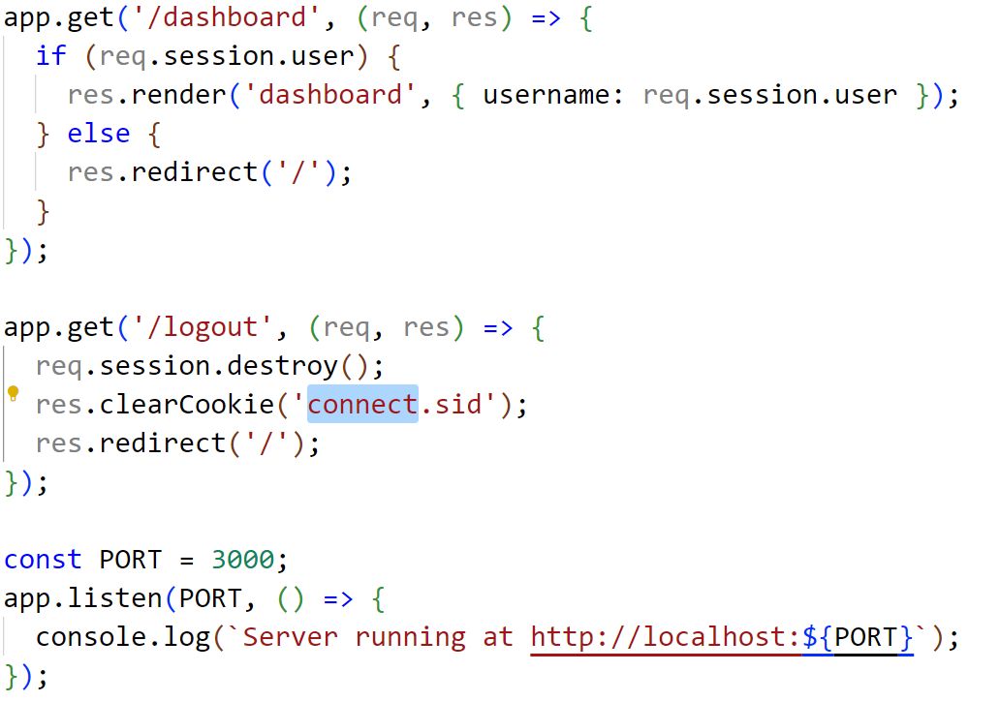 app.get('/dashboard', (req, res) => {
  if (req.session.user) {
    res.render('dashboard', { username: req.session.user });
  } else {
    res.redirect('/');
  }
});

app.get('/logout', (req, res) => {
  req.session.destroy();
  res.clearCookie('connect.sid');
  res.redirect('/');
});

const PORT = 3000;
app.listen(PORT, () => {
  console.log(`Server running at http://localhost:${PORT}`);
});